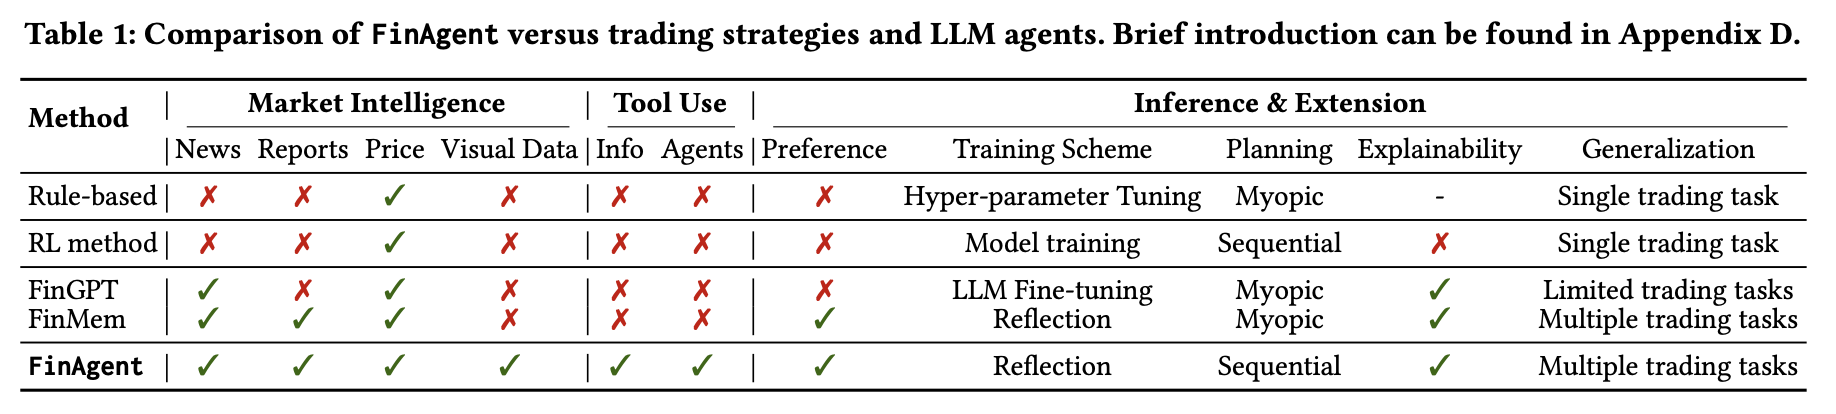 Table 1: Comparison of FinAgent versus trading strategies and LLM agents. Brief introduction can be found in Appendix D.
Method | Market Intelligence | Tool Use | Inference & Extension
| News Reports Price Visual Data | Info Agents | Preference Training Scheme Planning Explainability Generalization
Rule-based | ✗ ✗ ✓ ✗ | ✗ ✗ | ✗ Hyper-parameter Tuning Myopic - Single trading task
RL method | ✗ ✗ ✓ ✗ | ✗ ✗ | ✗ Model training Sequential ✗ Single trading task
FinGPT ✓ ✗ ✓ ✗ | ✗ ✗ | ✗ LLM Fine-tuning Myopic ✓ Limited trading tasks
FinMem ✓ ✓ ✓ ✗ | ✗ ✗ | ✓ Reflection Myopic ✓ Multiple trading tasks
FinAgent | ✓ ✓ ✓ ✓ | ✓ ✓ | ✓ Reflection Sequential ✓ Multiple trading tasks